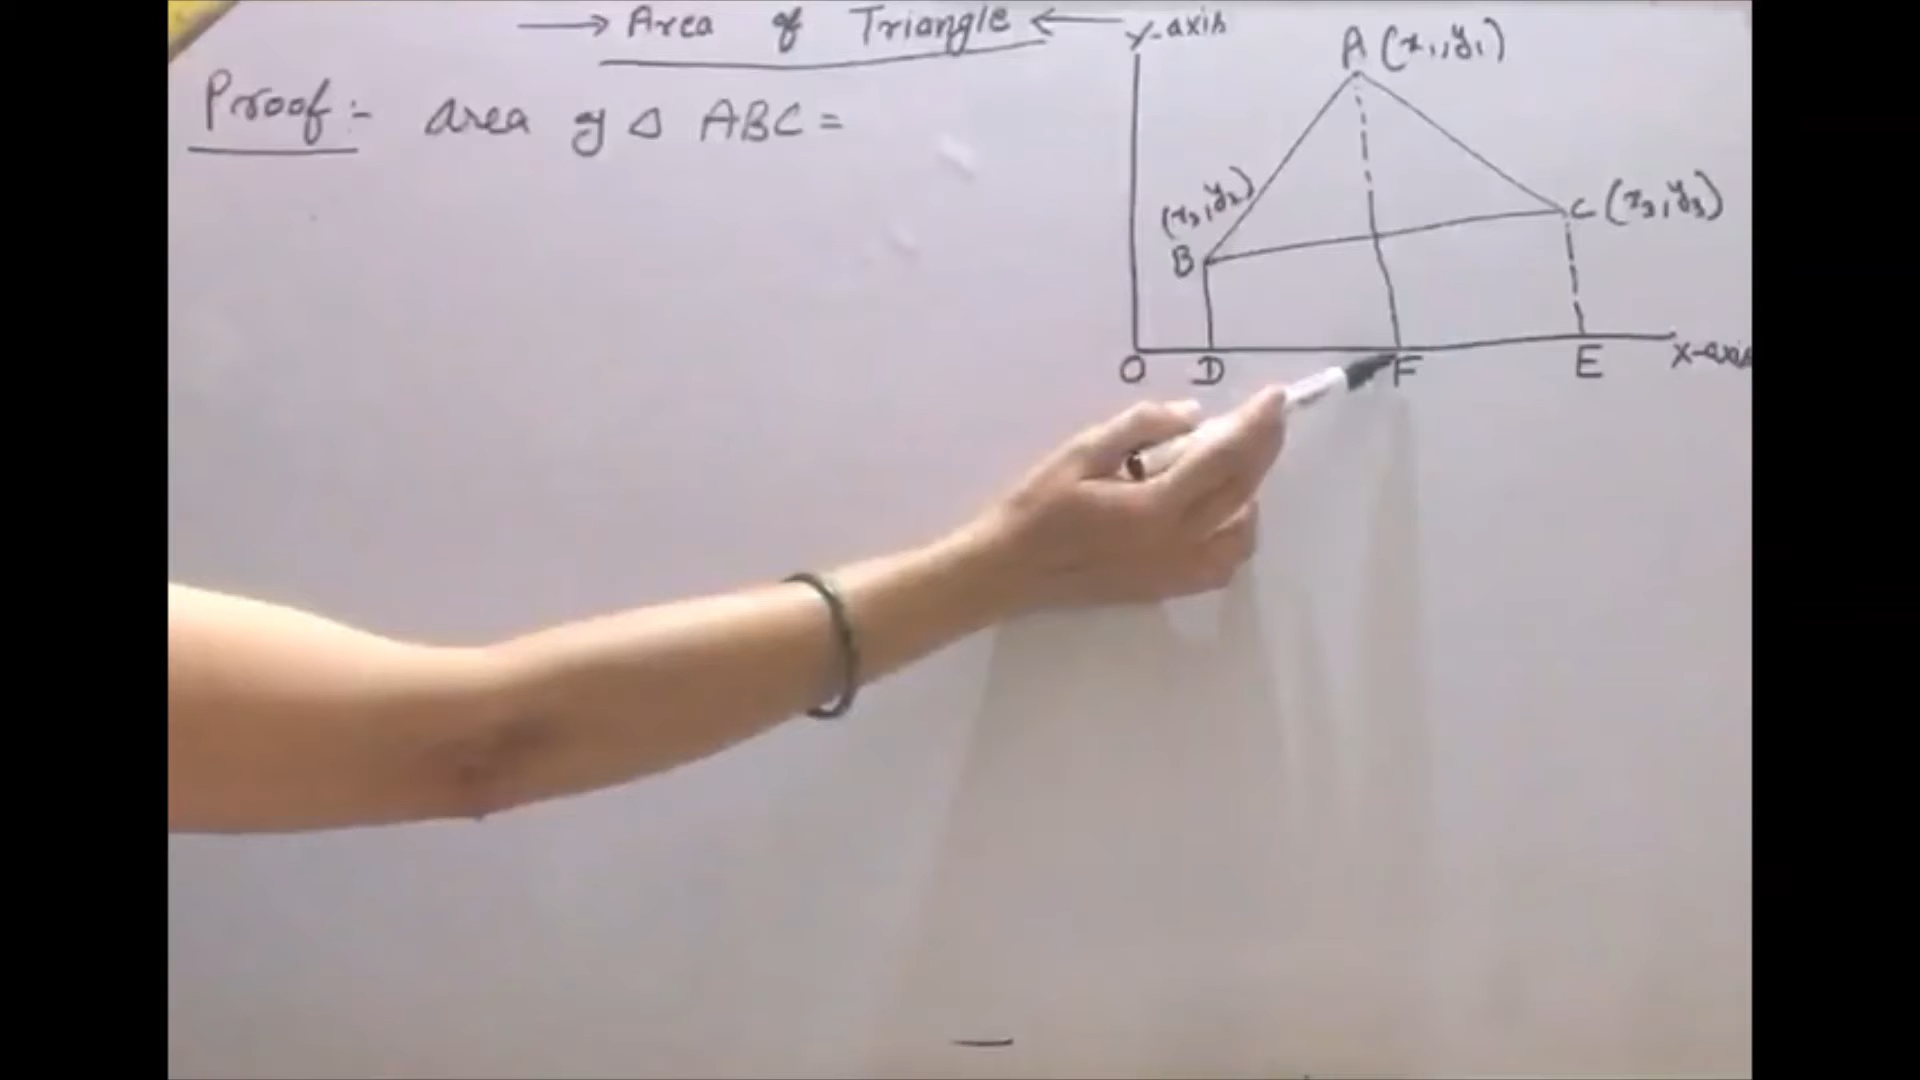 → Area of Triangle ←
Proof :- Area of Δ ABC =
y-axis
A (x1, y1)
(x2, y2)
B
C (x3, y3)
O D F E x-axis